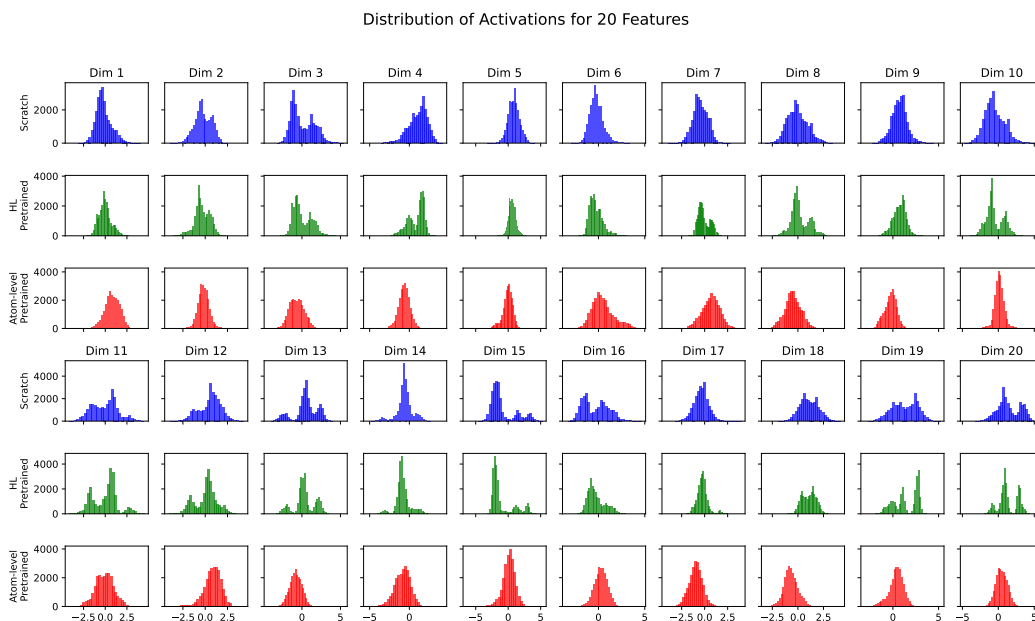 Distribution of Activations for 20 Features
Dim 1 Dim 2 Dim 3 Dim 4 Dim 5 Dim 6 Dim 7 Dim 8 Dim 9 Dim 10
Scratch
2000
0
HL
Pretrained
4000
2000
0
Atom-level
Pretrained
4000
2000
0
Dim 11 Dim 12 Dim 13 Dim 14 Dim 15 Dim 16 Dim 17 Dim 18 Dim 19 Dim 20
Scratch
4000
2000
0
HL
Pretrained
4000
2000
0
Atom-level
Pretrained
4000
2000
0
−2.5 0.0 2.5 −2.5 0.0 2.5 0 5 −5 0 −5 0 5 0 5 −2.5 0.0 2.5 −2.5 0.0 2.5 0 5 −5 0 5